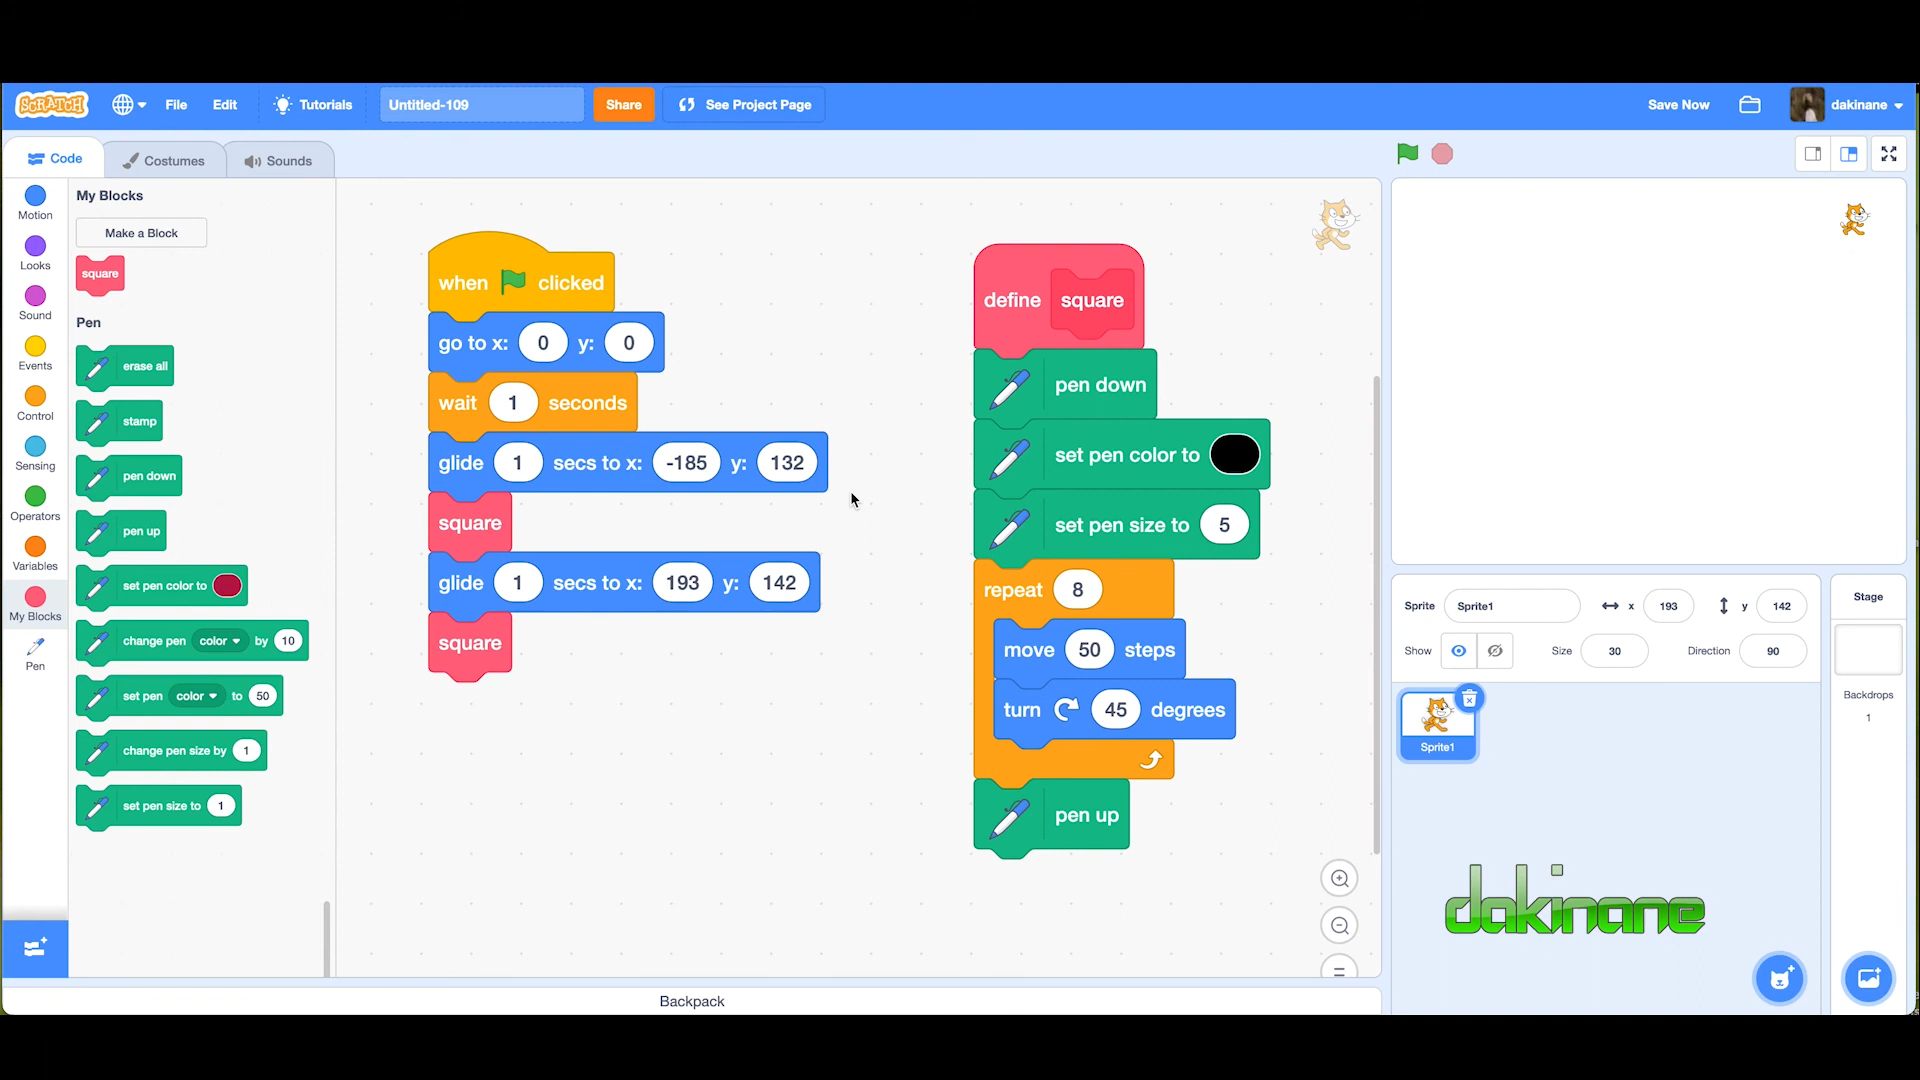 SCRATCH File Edit Tutorials Untitled-109 Share See Project Page Save Now dakinane
Code Costumes Sounds
Motion
Looks
Sound
Events
Control
Sensing
Operators
Variables
My Blocks
Pen
My Blocks
Make a Block
square
Pen
erase all
stamp
pen down
pen up
set pen color to
change pen color by 10
set pen color to 50
change pen size by 1
set pen size to 1
when clicked
go to x: 0 y: 0
wait 1 seconds
glide 1 secs to x: -185 y: 132
square
glide 1 secs to x: 193 y: 142
square
define square
pen down
set pen color to
set pen size to 5
repeat 8
move 50 steps
turn 45 degrees
pen up
Backpack
Sprite Sprite1 x 193 y 142
Show Size 30 Direction 90
Sprite1
Stage
Backdrops
1
dakinane